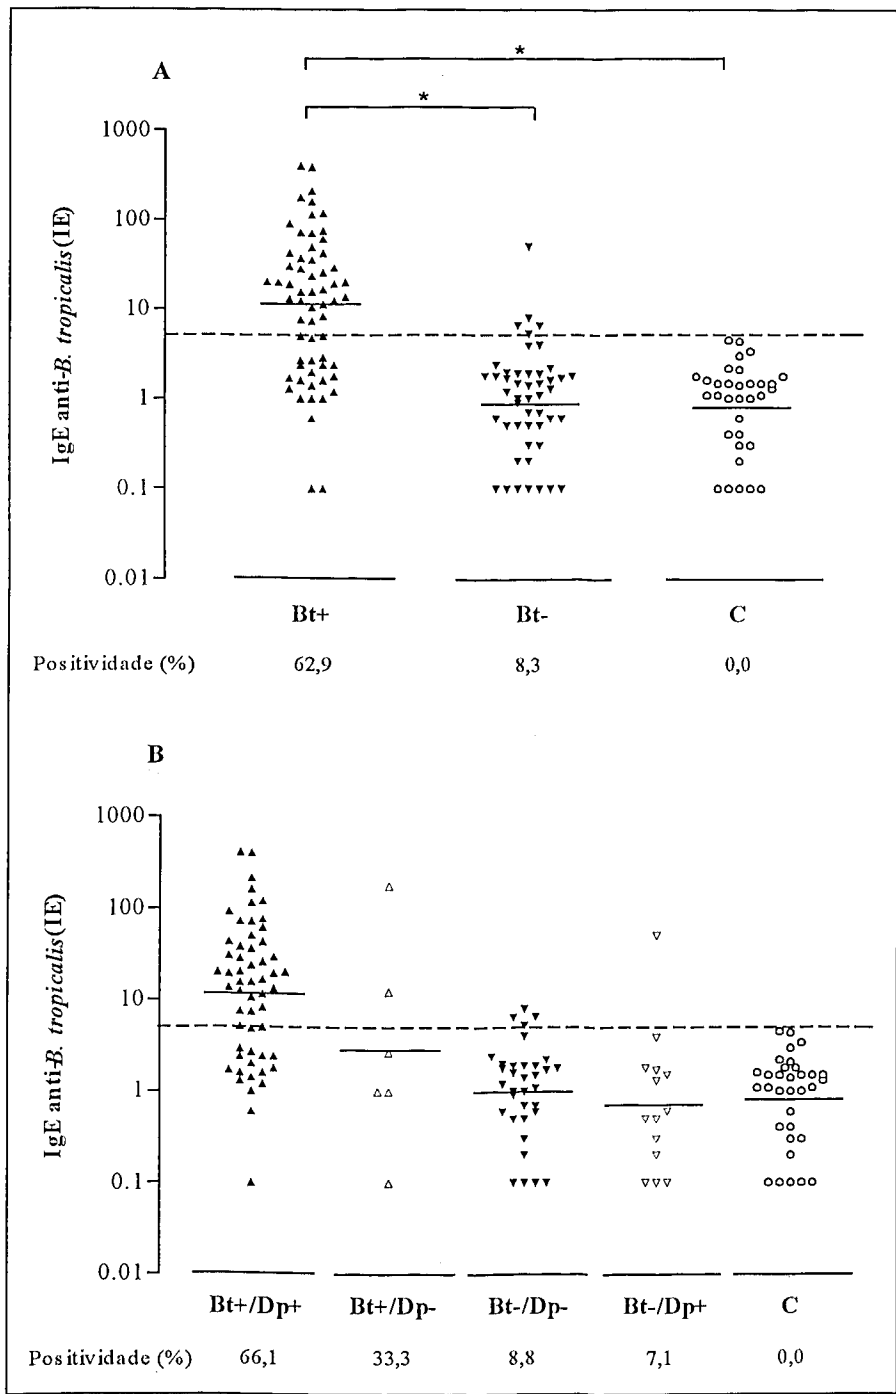 A
*
*
1000
100
10
1
0.1
0.01
IgE anti-B. tropicalis (IE)
Bt+ Bt- C
Positividade (%) 62,9 8,3 0,0
B
1000
100
10
1
0.1
0.01
IgE anti-B. tropicalis (IE)
Bt+/Dp+ Bt+/Dp- Bt-/Dp- Bt-/Dp+ C
Positividade (%) 66,1 33,3 8,8 7,1 0,0